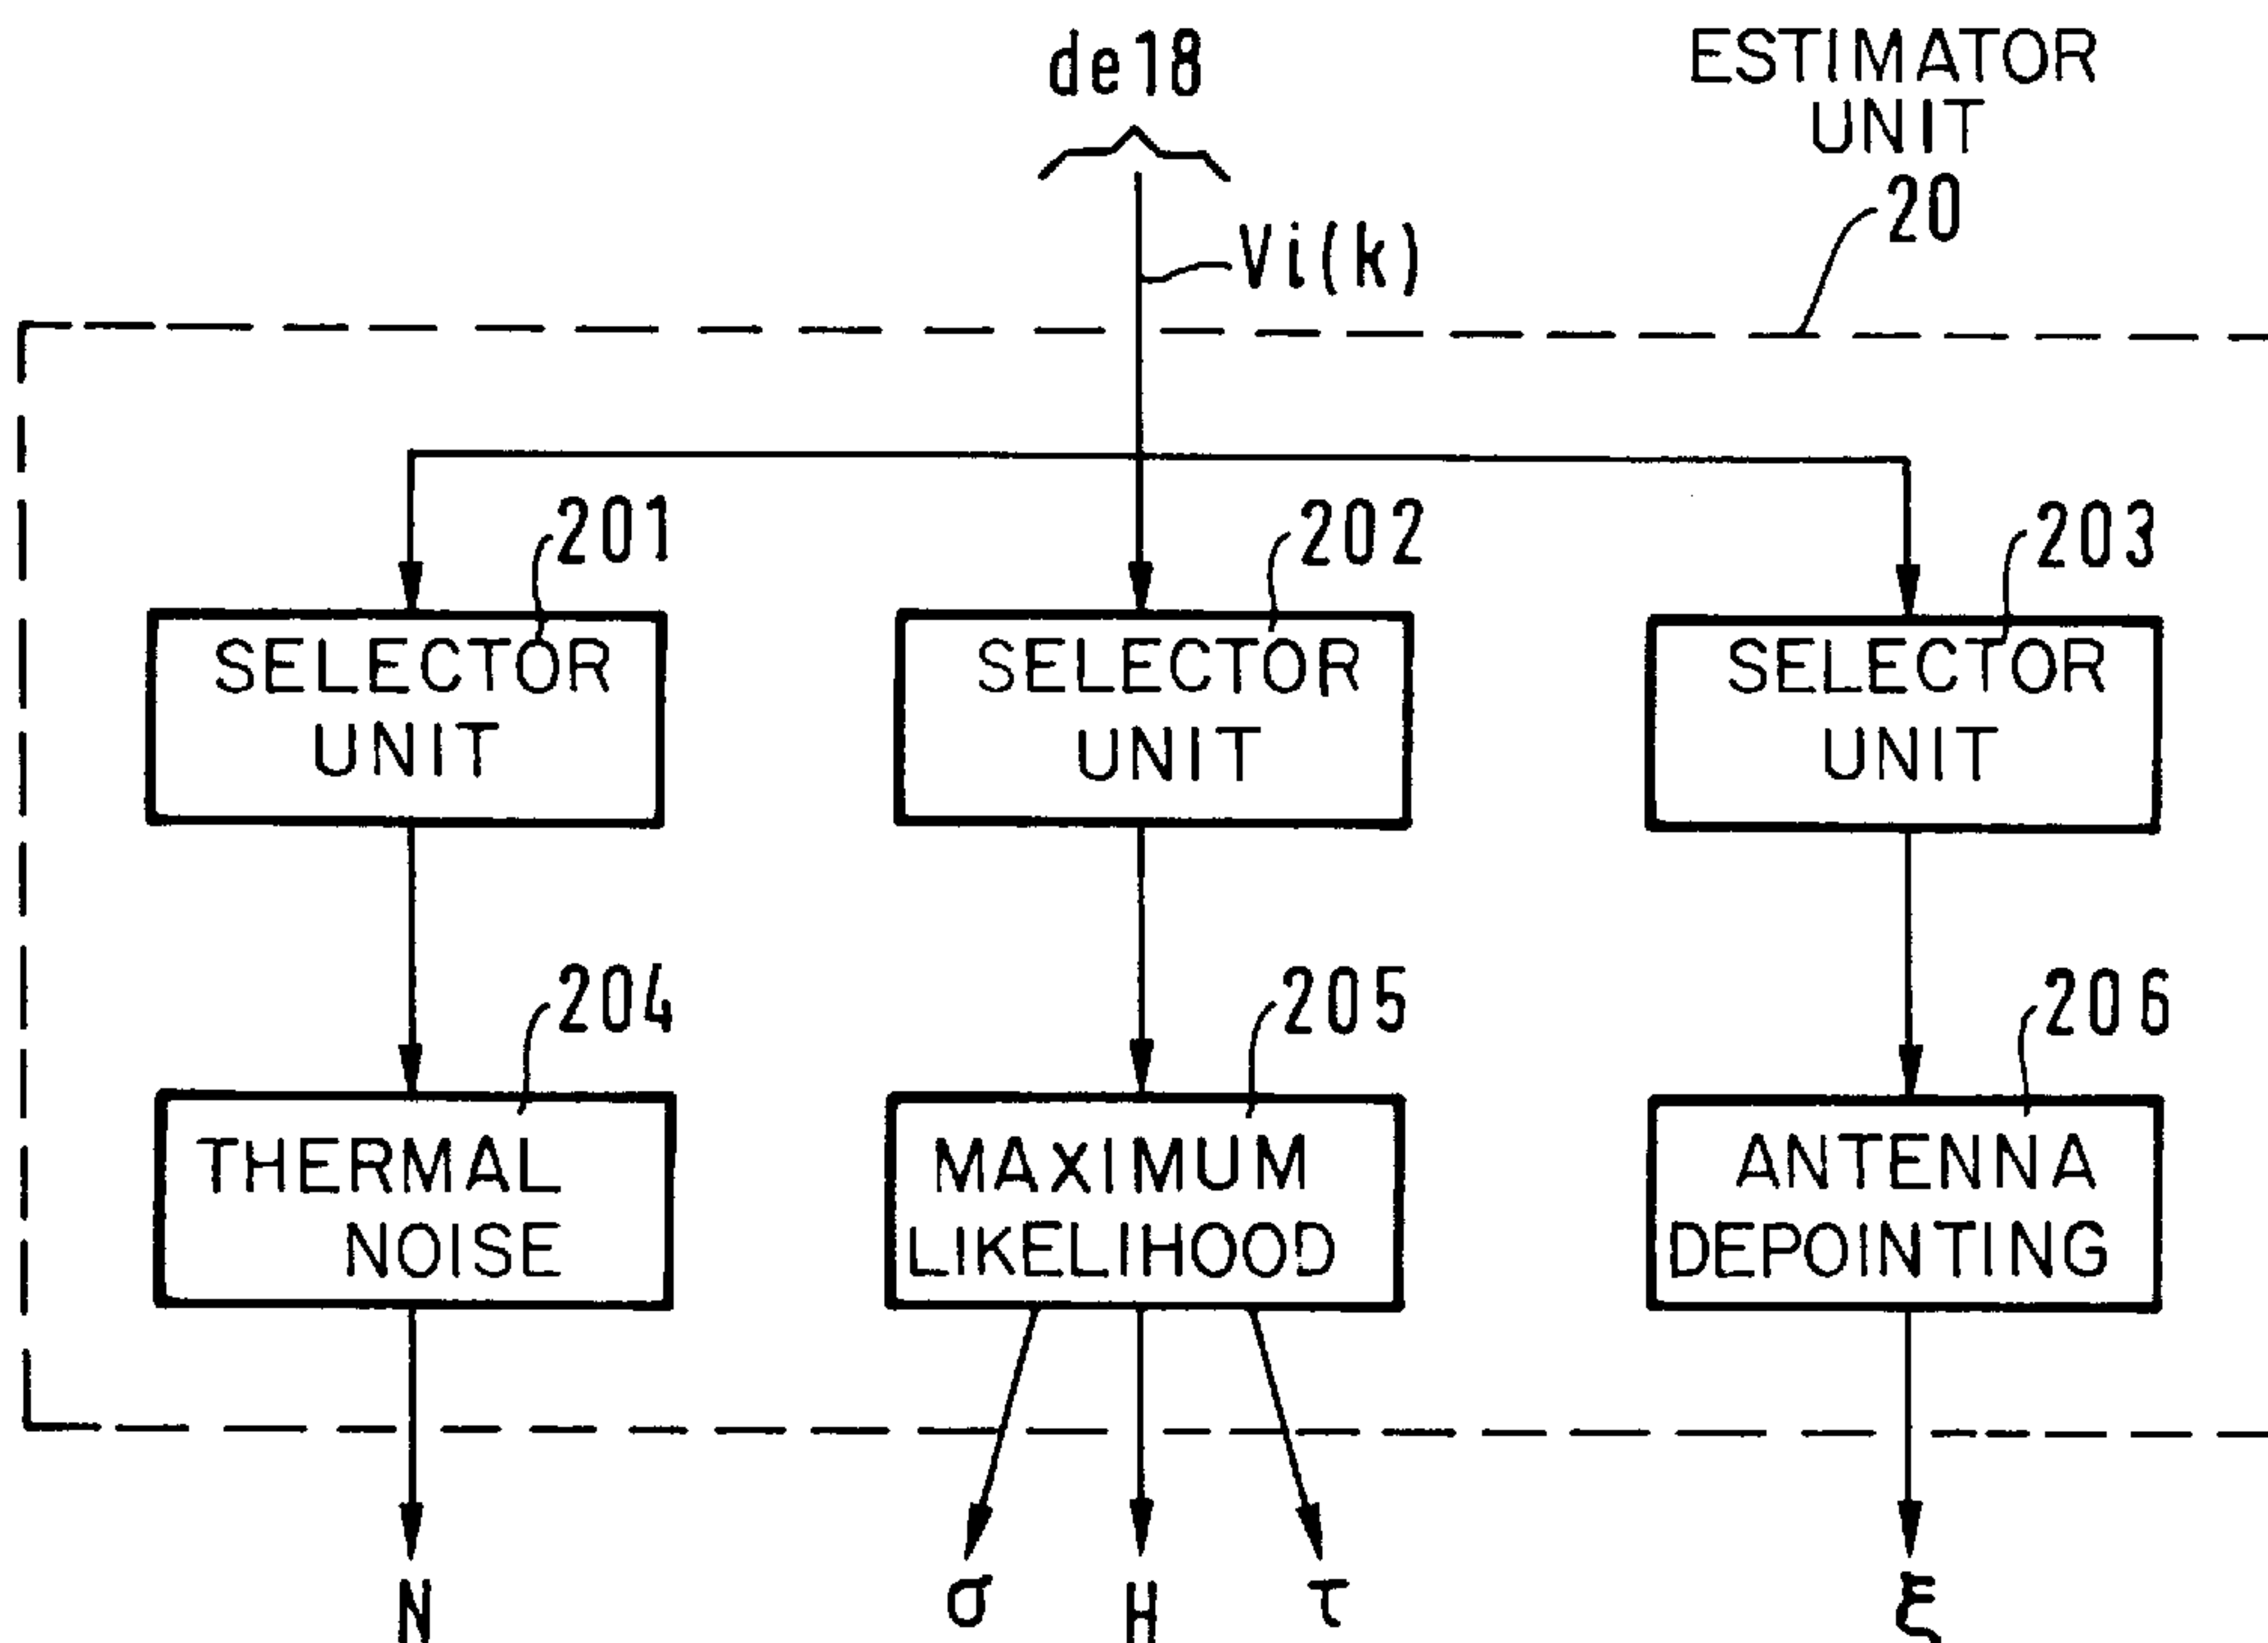 de18
ESTIMATOR
UNIT
20
Vi(k)
201
202
203
SELECTOR
UNIT
SELECTOR
UNIT
SELECTOR
UNIT
204
205
206
THERMAL
NOISE
MAXIMUM
LIKELIHOOD
ANTENNA
DEPOINTING
N
σ
H
τ
ξ